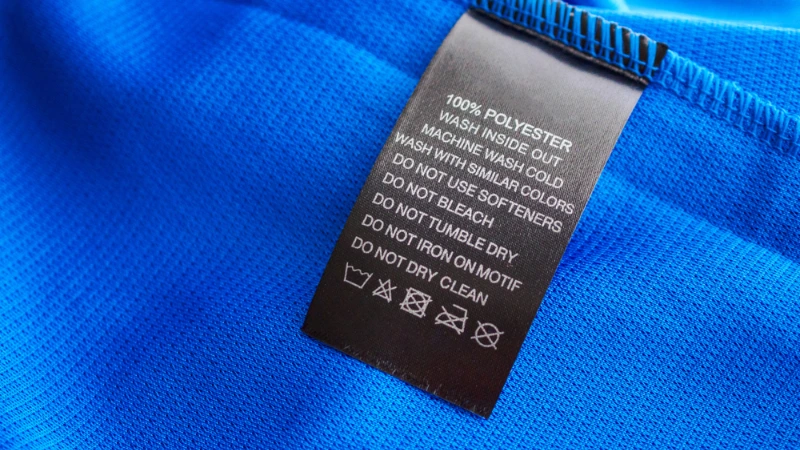 100% POLYESTER
WASH INSIDE OUT
MACHINE WASH COLD
WASH WITH SIMILAR COLORS
DO NOT USE SOFTENERS
DO NOT BLEACH
DO NOT TUMBLE DRY
DO NOT IRON ON MOTIF
DO NOT DRY CLEAN